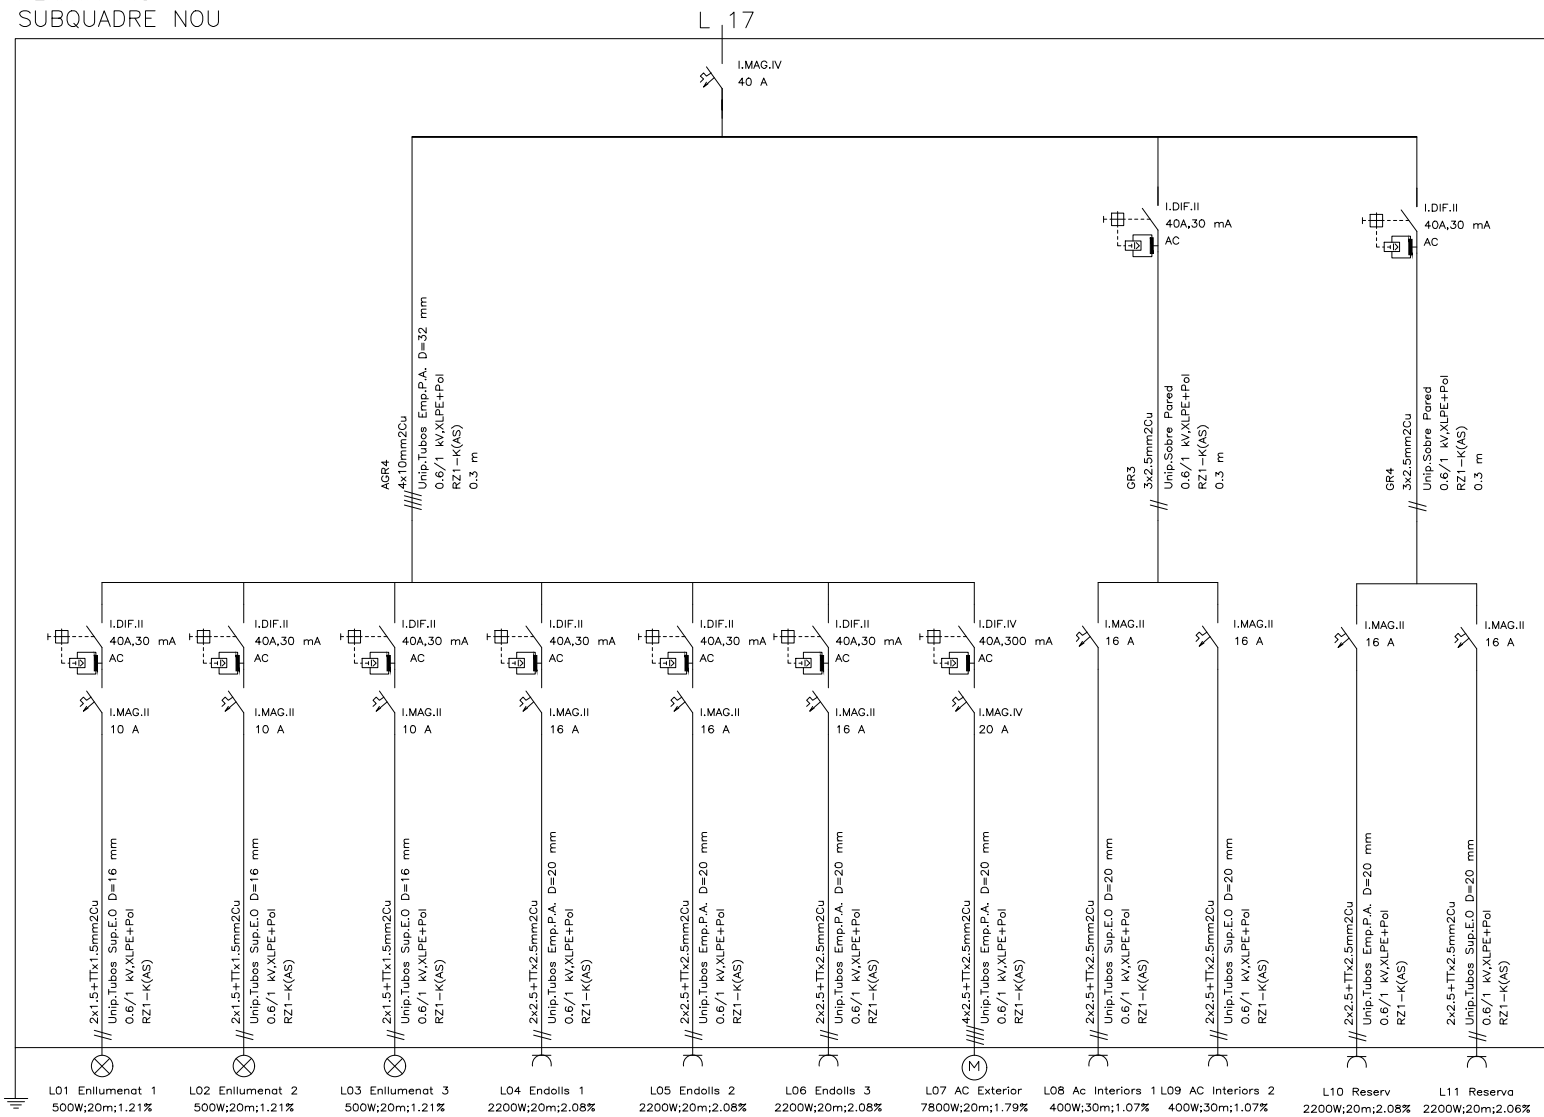 SUBQUADRE NOU
L 17
I.MAG.IV
40 A
I.DIF.II
40A,30 mA
AC
I.DIF.II
40A,30 mA
AC
AGR4
4x10mm2Cu
Unip.Tubos Emp.P.A. D=32 mm
0.6/1 kV,XLPE+Pol
RZ1-K(AS)
0.3 m
GR3
3x2.5mm2Cu
Unip.Sobre Pared
0.6/1 kV,XLPE+Pol
RZ1-K(AS)
0.3 m
GR4
3x2.5mm2Cu
Unip.Sobre Pared
0.6/1 kV,XLPE+Pol
RZ1-K(AS)
0.3 m
I.DIF.II
40A,30 mA
AC
I.DIF.II
40A,30 mA
AC
I.DIF.II
40A,30 mA
AC
I.DIF.II
40A,30 mA
AC
I.DIF.II
40A,30 mA
AC
I.DIF.II
40A,30 mA
AC
I.DIF.IV
40A,300 mA
AC
I.MAG.II
16 A
I.MAG.II
16 A
I.MAG.II
16 A
I.MAG.II
16 A
I.MAG.II
10 A
I.MAG.II
10 A
I.MAG.II
10 A
I.MAG.II
16 A
I.MAG.II
16 A
I.MAG.II
16 A
I.MAG.IV
20 A
2x1.5+TTx1.5mm2Cu
Unip.Tubos Sup.E.O D=16 mm
0.6/1 kV,XLPE+Pol
RZ1-K(AS)
2x1.5+TTx1.5mm2Cu
Unip.Tubos Sup.E.O D=16 mm
0.6/1 kV,XLPE+Pol
RZ1-K(AS)
2x1.5+TTx1.5mm2Cu
Unip.Tubos Sup.E.O D=16 mm
0.6/1 kV,XLPE+Pol
RZ1-K(AS)
2x2.5+TTx2.5mm2Cu
Unip.Tubos Emp.P.A. D=20 mm
0.6/1 kV,XLPE+Pol
RZ1-K(AS)
2x2.5+TTx2.5mm2Cu
Unip.Tubos Emp.P.A. D=20 mm
0.6/1 kV,XLPE+Pol
RZ1-K(AS)
2x2.5+TTx2.5mm2Cu
Unip.Tubos Emp.P.A. D=20 mm
0.6/1 kV,XLPE+Pol
RZ1-K(AS)
4x2.5+TTx2.5mm2Cu
Unip.Tubos Emp.P.A. D=20 mm
0.6/1 kV,XLPE+Pol
RZ1-K(AS)
2x2.5+TTx2.5mm2Cu
Unip.Tubos Sup.E.O D=20 mm
0.6/1 kV,XLPE+Pol
RZ1-K(AS)
2x2.5+TTx2.5mm2Cu
Unip.Tubos Sup.E.O D=20 mm
0.6/1 kV,XLPE+Pol
RZ1-K(AS)
2x2.5+TTx2.5mm2Cu
Unip.Tubos Emp.P.A. D=20 mm
0.6/1 kV,XLPE+Pol
RZ1-K(AS)
2x2.5+TTx2.5mm2Cu
Unip.Tubos Sup.E.O D=20 mm
0.6/1 kV,XLPE+Pol
RZ1-K(AS)
M
L01 Enllumenat 1
500W;20m;1.21%
L02 Enllumenat 2
500W;20m;1.21%
L03 Enllumenat 3
500W;20m;1.21%
L04 Endolls 1
2200W;20m;2.08%
L05 Endolls 2
2200W;20m;2.08%
L06 Endolls 3
2200W;20m;2.08%
L07 AC Exterior
7800W;20m;1.79%
L08 Ac Interiors 1
400W;30m;1.07%
L09 AC Interiors 2
400W;30m;1.07%
L10 Reserv
2200W;20m;2.08%
L11 Reserva
2200W;20m;2.06%